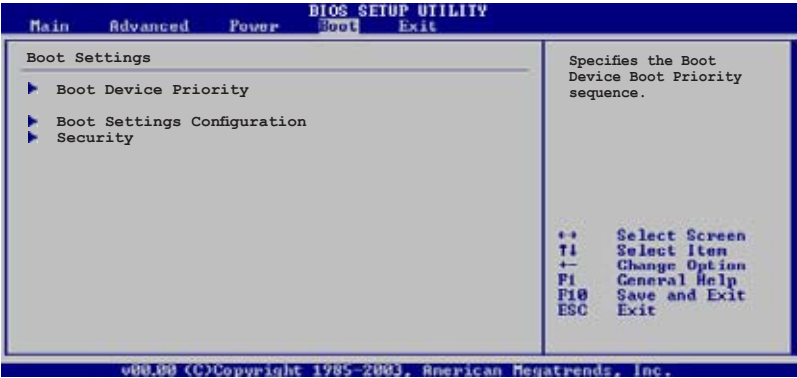 BIOS SETUP UTILITY
Main Advanced Power Boot Exit
Boot Settings
Boot Device Priority
Boot Settings Configuration
Security
Specifies the Boot
Device Boot Priority
sequence.
←→ Select Screen
↑↓ Select Item
+- Change Option
F1 General Help
F10 Save and Exit
ESC Exit
v00.00 (C)Copyright 1985-2003, American Megatrends, Inc.